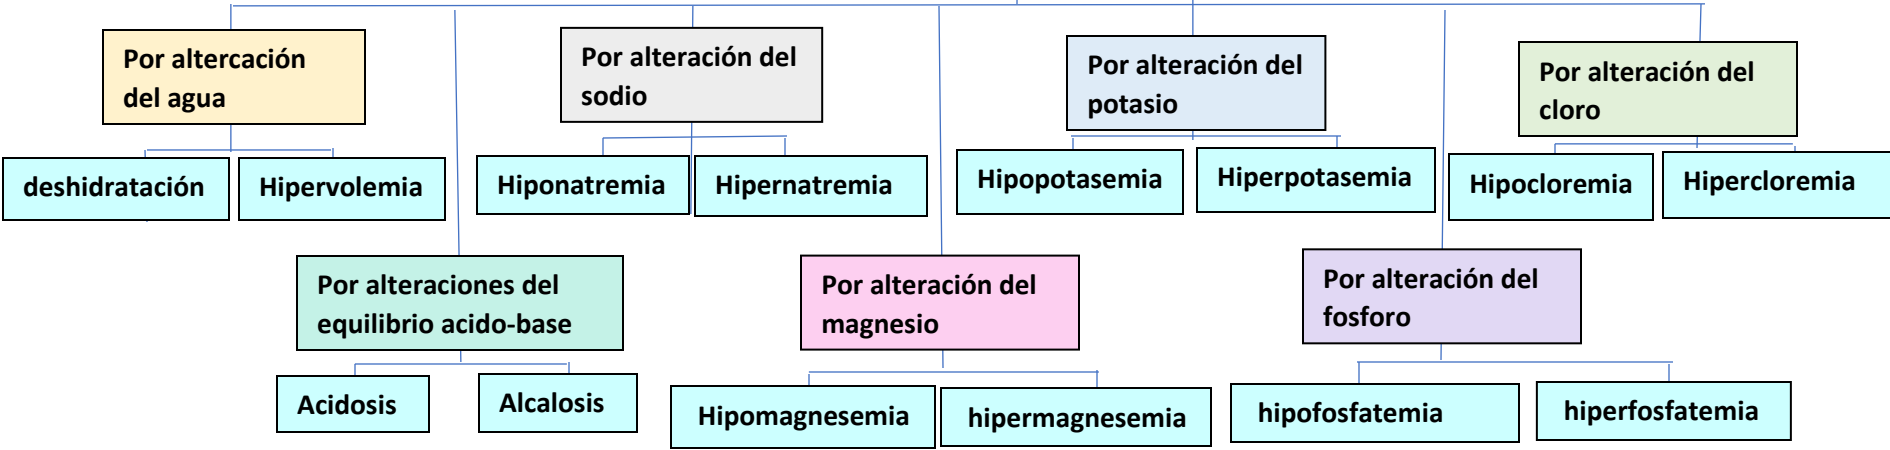 Por altercación
del agua
Por alteración del
sodio
Por alteración del
potasio
Por alteración del
cloro
deshidratación
Hipervolemia
Hiponatremia
Hipernatremia
Hipopotasemia
Hiperpotasemia
Hipocloremia
Hipercloremia
Por alteraciones del
equilibrio acido-base
Por alteración del
magnesio
Por alteración del
fosforo
Acidosis
Alcalosis
Hipomagnesemia
hipermagnesemia
hipofosfatemia
hiperfosfatemia